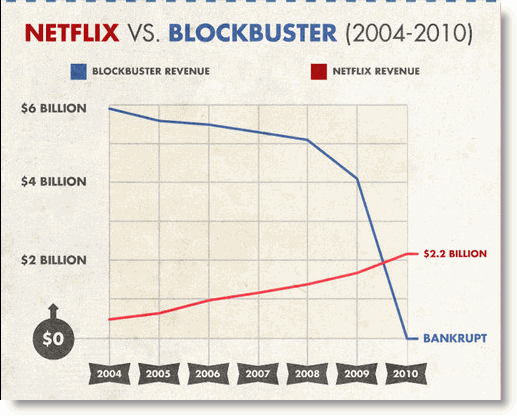 NETFLIX VS. BLOCKBUSTER (2004-2010)
BLOCKBUSTER REVENUE NETFLIX REVENUE
$6 BILLION
$4 BILLION
$2 BILLION
$2.2 BILLION
$0
BANKRUPT
2004 2005 2006 2007 2008 2009 2010